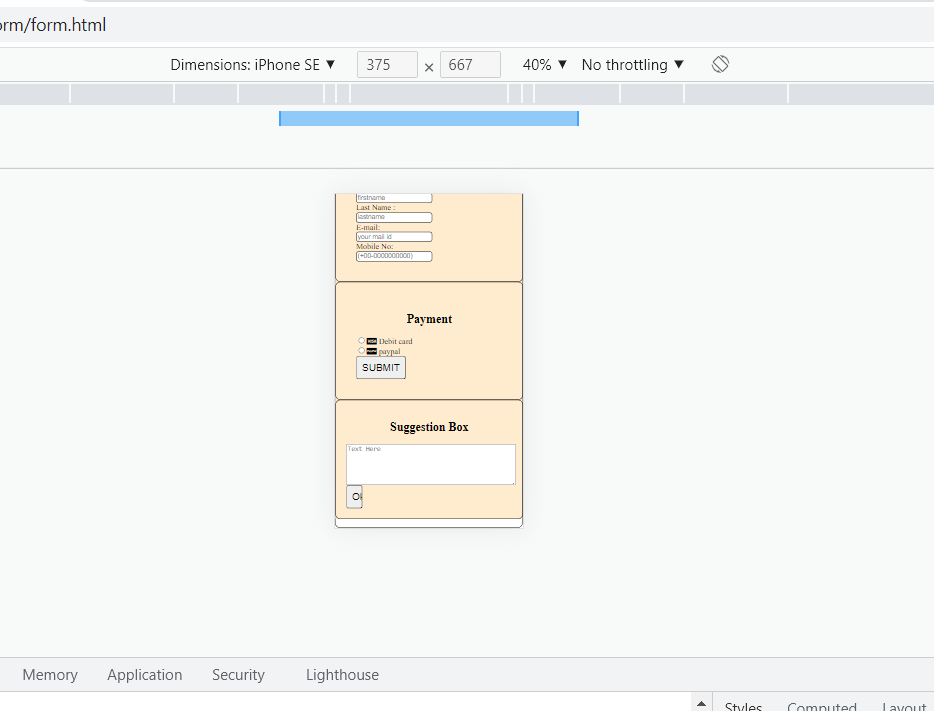 orm/form.html
Dimensions: iPhone SE ▼ 375 × 667 40% ▼ No throttling ▼
firstname
Last Name :
lastname
E-mail:
your mail id
Mobile No:
(+00-0000000000)
Payment
Debit card
paypal
SUBMIT
Suggestion Box
Text Here
Memory Application Security Lighthouse
Styles Computed Layout